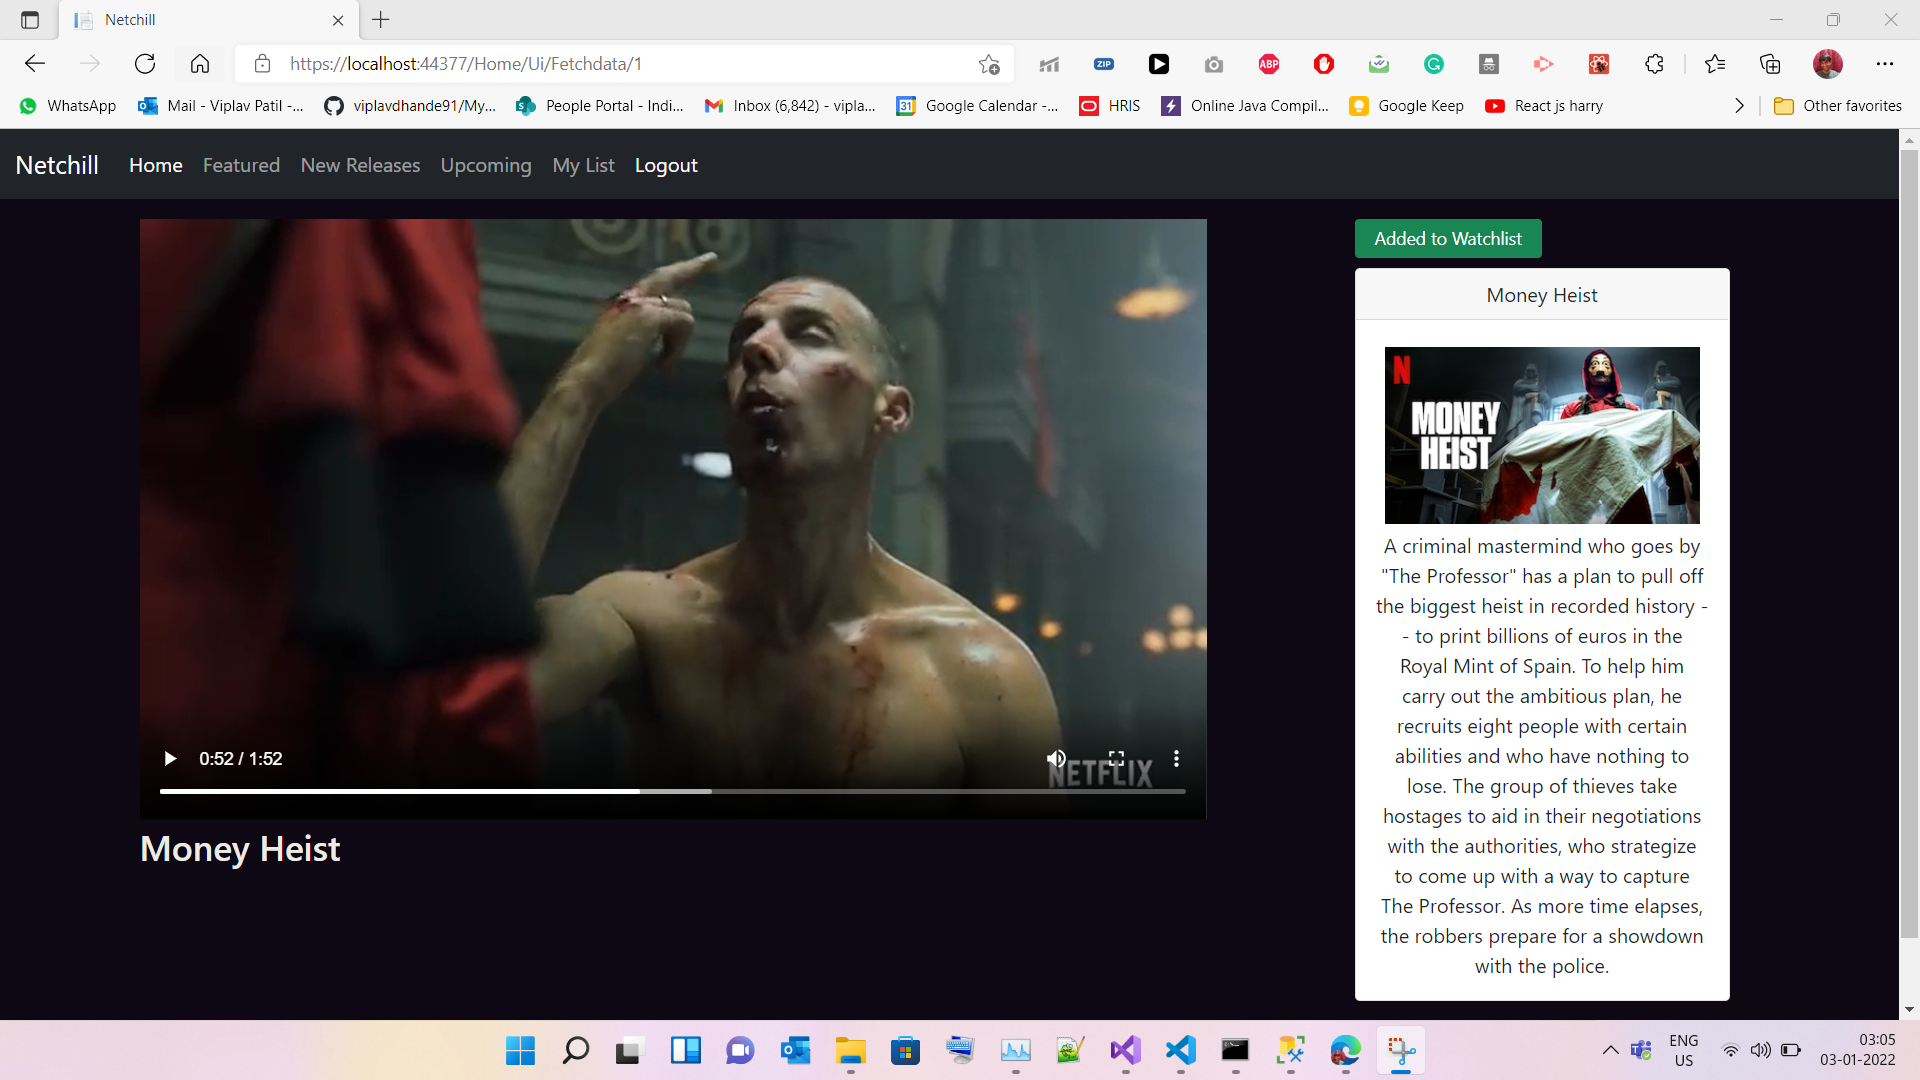 Netchill
https://localhost:44377/Home/Ui/Fetchdata/1
ZIP
ABP
WhatsApp
Mail - Viplav Patil -...
viplavdhande91/My...
People Portal - Indi...
Inbox (6,842) - vipla...
31
Google Calendar -...
HRIS
Online Java Compil...
Google Keep
React js harry
Other favorites
Netchill
Home
Featured
New Releases
Upcoming
My List
Logout
0:52 / 1:52
NETFLIX
Money Heist
Added to Watchlist
Money Heist
N
MONEY
HEIST
A criminal mastermind who goes by
"The Professor" has a plan to pull off
the biggest heist in recorded history -
- to print billions of euros in the
Royal Mint of Spain. To help him
carry out the ambitious plan, he
recruits eight people with certain
abilities and who have nothing to
lose. The group of thieves take
hostages to aid in their negotiations
with the authorities, who strategize
to come up with a way to capture
The Professor. As more time elapses,
the robbers prepare for a showdown
with the police.
ENG
US
03:05
03-01-2022